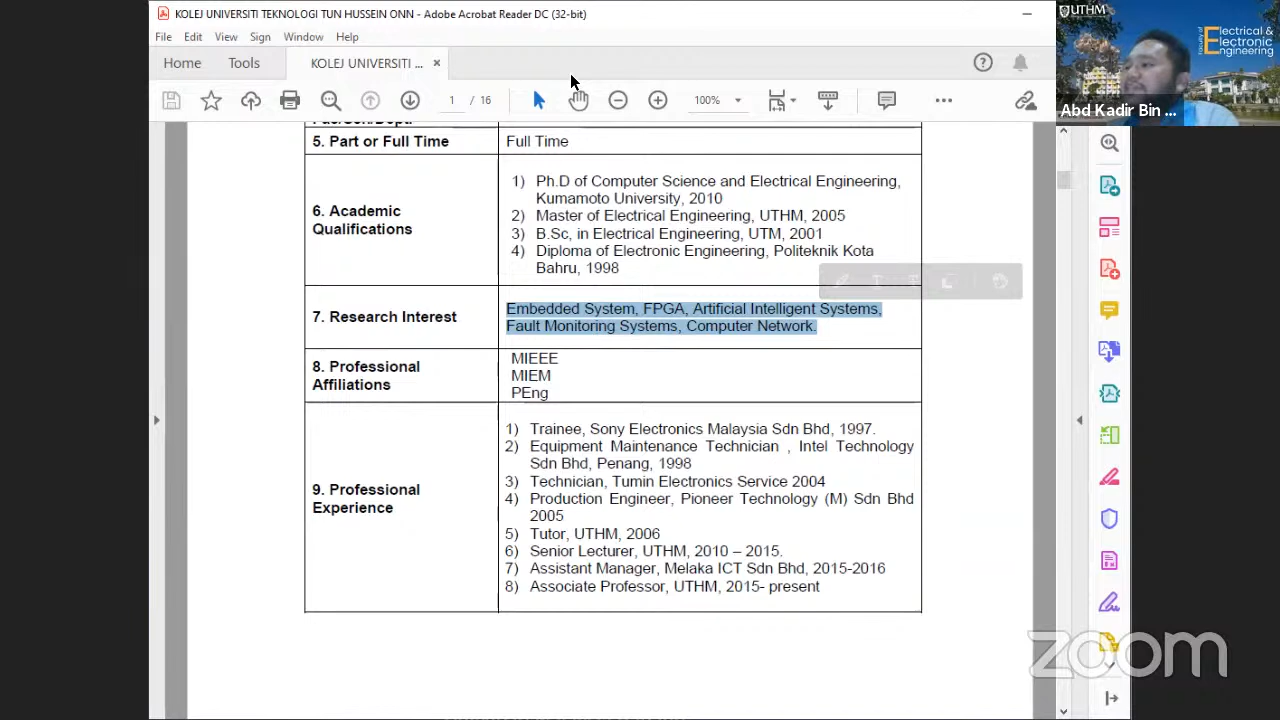 KOLEJ UNIVERSITI TEKNOLOGI TUN HUSSEIN ONN - Adobe Acrobat Reader DC (32-bit)
File Edit View Sign Window Help
Home Tools KOLEJ UNIVERSITI ... ×
1 / 16 100%
5. Part or Full Time Full Time
6. Academic Qualifications
1) Ph.D of Computer Science and Electrical Engineering,
Kumamoto University, 2010
2) Master of Electrical Engineering, UTHM, 2005
3) B.Sc, in Electrical Engineering, UTM, 2001
4) Diploma of Electronic Engineering, Politeknik Kota
Bahru, 1998
7. Research Interest
Embedded System, FPGA, Artificial Intelligent Systems,
Fault Monitoring Systems, Computer Network.
8. Professional
Affiliations
MIEEE
MIEM
PEng
9. Professional
Experience
1) Trainee, Sony Electronics Malaysia Sdn Bhd, 1997.
2) Equipment Maintenance Technician , Intel Technology
Sdn Bhd, Penang, 1998
3) Technician, Tumin Electronics Service 2004
4) Production Engineer, Pioneer Technology (M) Sdn Bhd
2005
5) Tutor, UTHM, 2006
6) Senior Lecturer, UTHM, 2010 – 2015.
7) Assistant Manager, Melaka ICT Sdn Bhd, 2015-2016
8) Associate Professor, UTHM, 2015- present
UTHM
Faculty of
Electrical &
Electronic
Engineering
Abd Kadir Bin ...
zoom